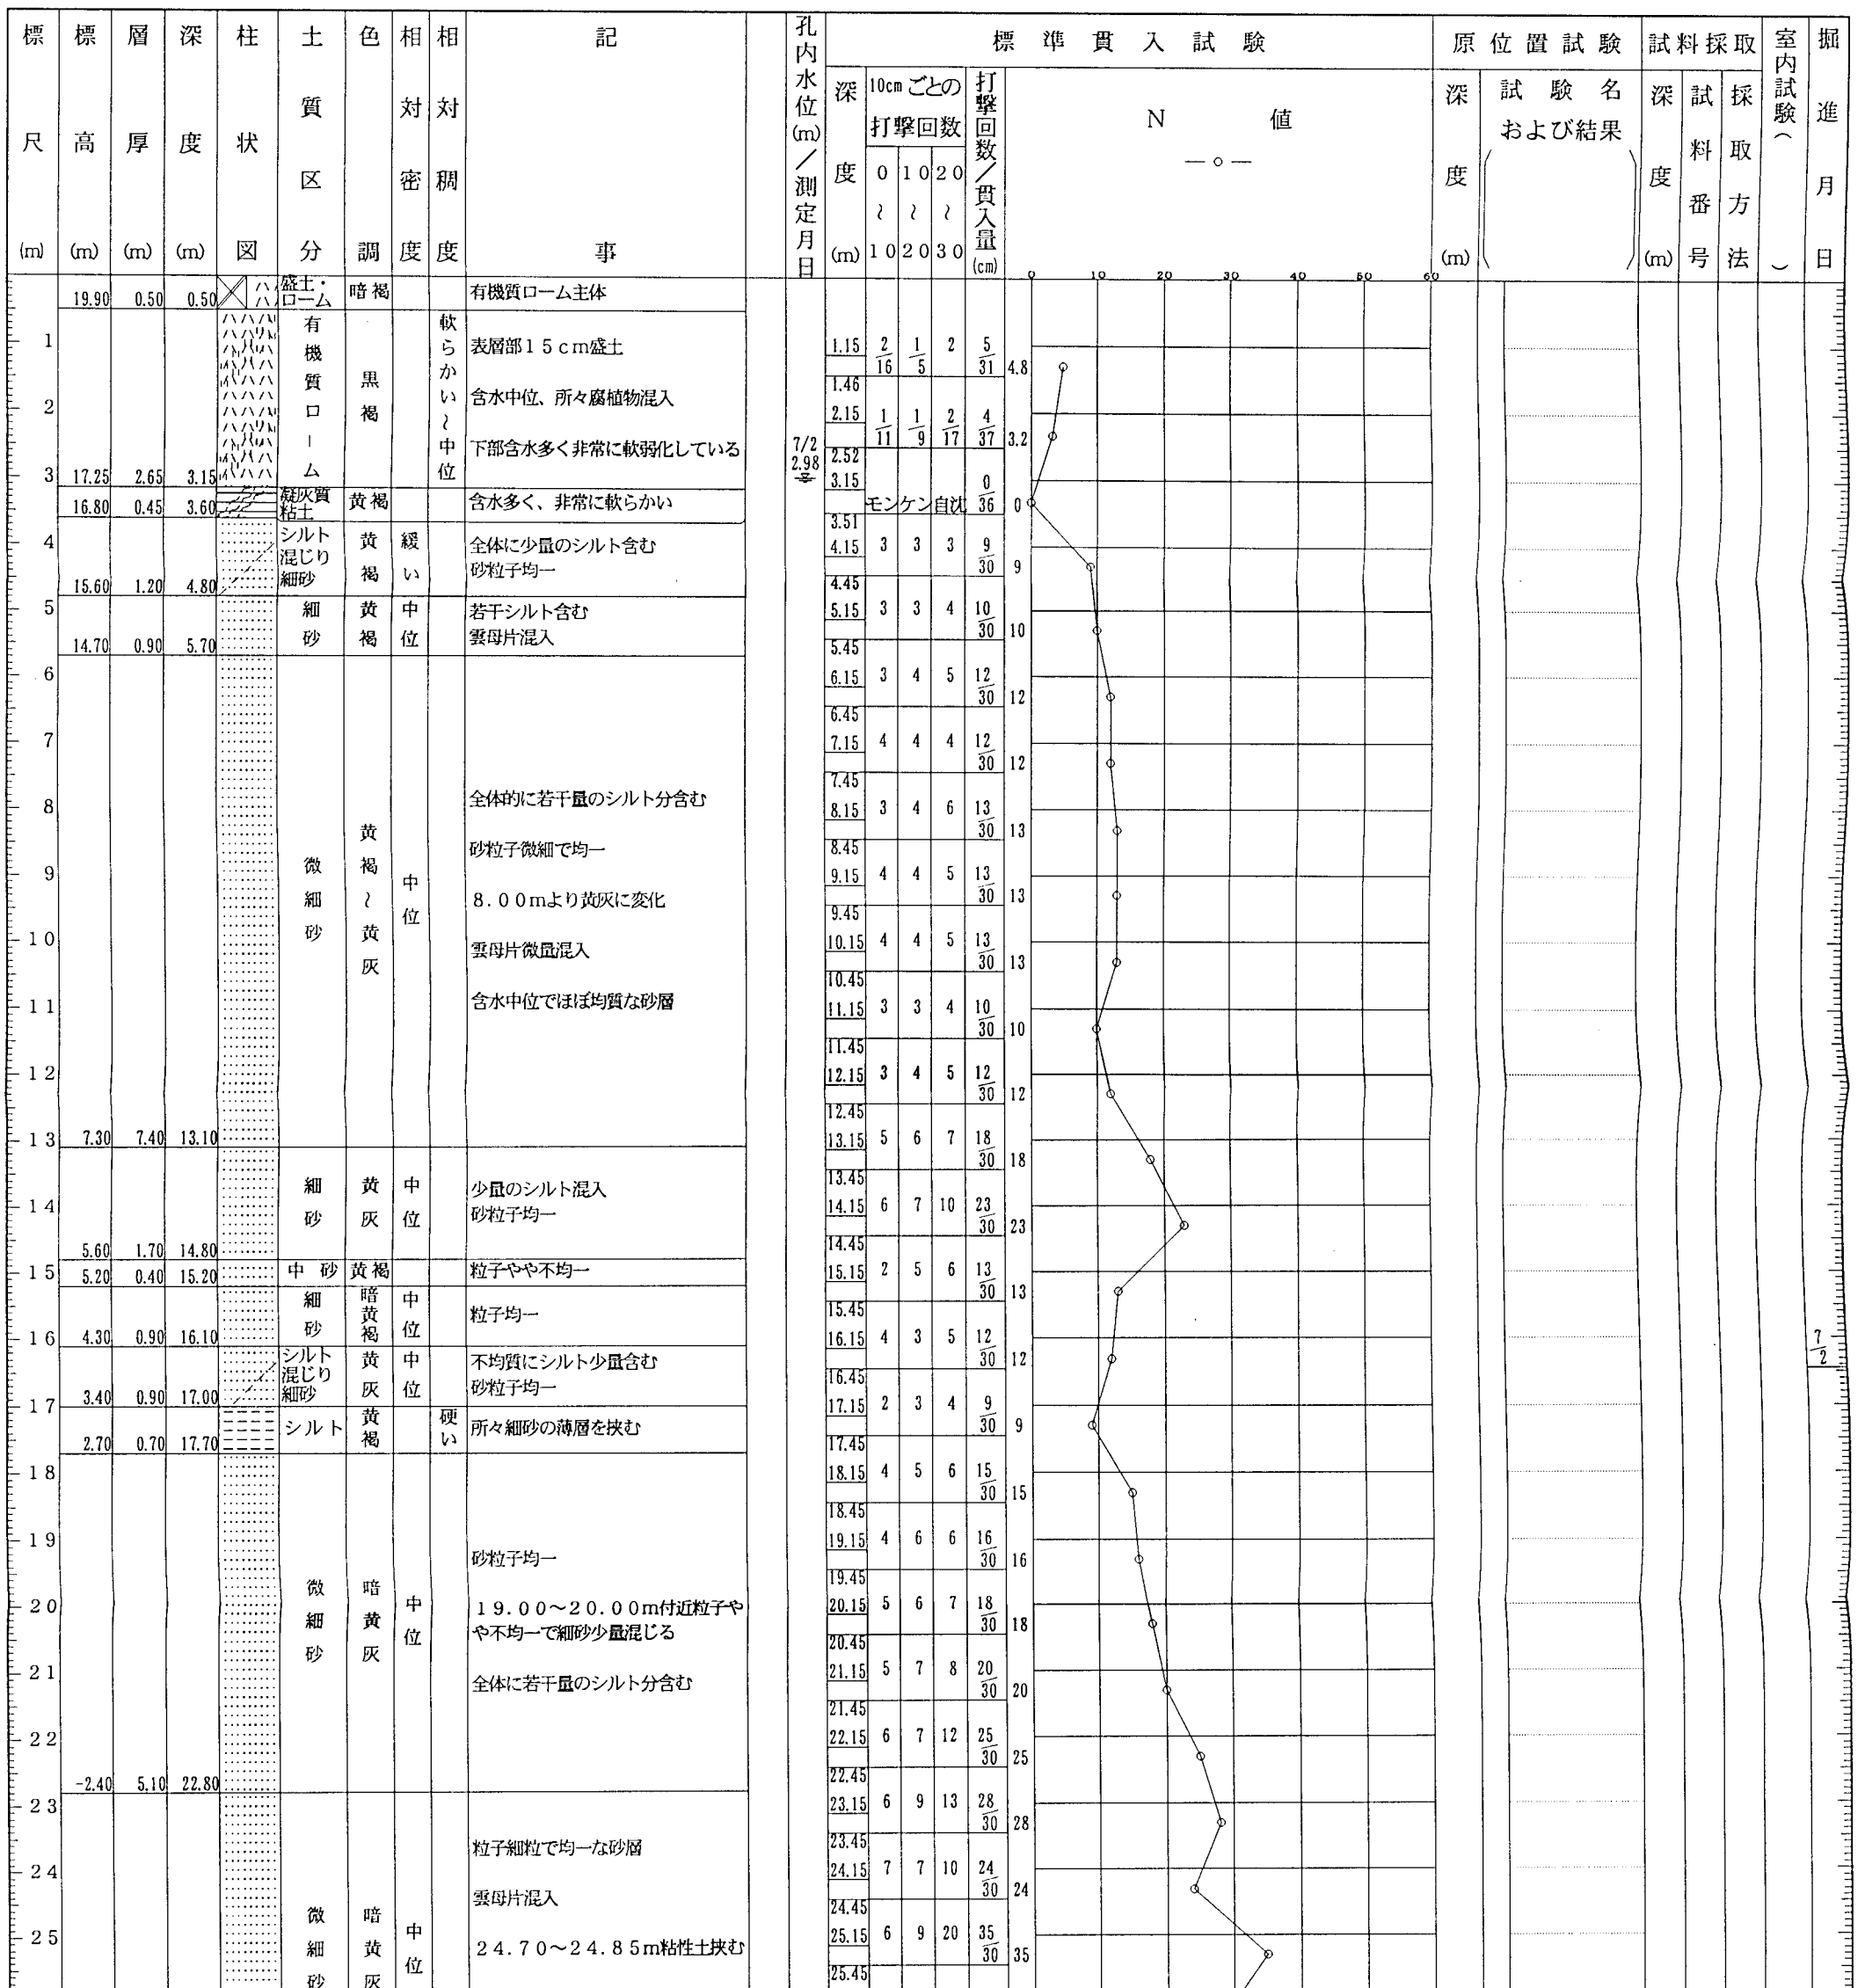 標尺(m) 標高(m) 層厚(m) 深度(m) 柱状図 土質区分 色調 相対密度 相対稠度 記事 孔内水位(m)/測定月日 標準貫入試験 原位置試験 試料採取 室内試験( ) 掘進月日
深度(m) 10cmごとの打撃回数 打撃回数/貫入量(cm) N 値 深度(m) 試験名および結果 深度(m) 試料番号 採取方法
0~10 10~20 20~30 —o—
0 10 20 30 40 50 60
19.90 0.50 0.50 盛土・ローム 暗褐 有機質ローム主体
17.25 2.65 3.15 有機質ローム 黒褐 軟らかい~中位
表層部15cm盛土
含水中位、所々腐植物混入
下部含水多く非常に軟弱化している
7/2
2.98
16.80 0.45 3.60 凝灰質粘土 黄褐 含水多く、非常に軟らかい
15.60 1.20 4.80 シルト混じり細砂 黄褐 緩い
全体に少量のシルト含む
砂粒子均一
14.70 0.90 5.70 細砂 黄褐 中位
若干シルト含む
雲母片混入
7.30 7.40 13.10 微細砂 黄褐~黄灰 中位
全体的に若干量のシルト分含む
砂粒子微細で均一
8.00mより黄灰に変化
雲母片微量混入
含水中位でほぼ均質な砂層
5.60 1.70 14.80 細砂 黄灰 中位
少量のシルト混入
砂粒子均一
5.20 0.40 15.20 中砂 黄褐 粒子やや不均一
4.30 0.90 16.10 細砂 暗黄褐 中位 粒子均一
3.40 0.90 17.00 シルト混じり細砂 黄灰 中位
不均質にシルト少量含む
砂粒子均一
2.70 0.70 17.70 シルト 黄褐 硬い 所々細砂の薄層を挟む
-2.40 5.10 22.80 微細砂 暗黄灰 中位
砂粒子均一
19.00~20.00m付近粒子や
や不均一で細砂少量混じる
全体に若干量のシルト分含む
微細砂 暗黄灰 中位
粒子細粒で均一な砂層
雲母片混入
24.70~24.85m粘性土挟む
1
2
3
4
5
6
7
8
9
10
11
12
13
14
15
16
17
18
19
20
21
22
23
24
25
1.15 2/16 1/5 2 5/31 4.8
1.46
2.15 1/11 1/9 2/17 4/37 3.2
2.52
3.15 モンケン自沈 0/36 0
3.51
4.15 3 3 3 9/30 9
4.45
5.15 3 3 4 10/30 10
5.45
6.15 3 4 5 12/30 12
6.45
7.15 4 4 4 12/30 12
7.45
8.15 3 4 6 13/30 13
8.45
9.15 4 4 5 13/30 13
9.45
10.15 4 4 5 13/30 13
10.45
11.15 3 3 4 10/30 10
11.45
12.15 3 4 5 12/30 12
12.45
13.15 5 6 7 18/30 18
13.45
14.15 6 7 10 23/30 23
14.45
15.15 2 5 6 13/30 13
15.45
16.15 4 3 5 12/30 12
16.45
17.15 2 3 4 9/30 9
17.45
18.15 4 5 6 15/30 15
18.45
19.15 4 6 6 16/30 16
19.45
20.15 5 6 7 18/30 18
20.45
21.15 5 7 8 20/30 20
21.45
22.15 6 7 12 25/30 25
22.45
23.15 6 9 13 28/30 28
23.45
24.15 7 7 10 24/30 24
24.45
25.15 6 9 20 35/30 35
25.45
7/2